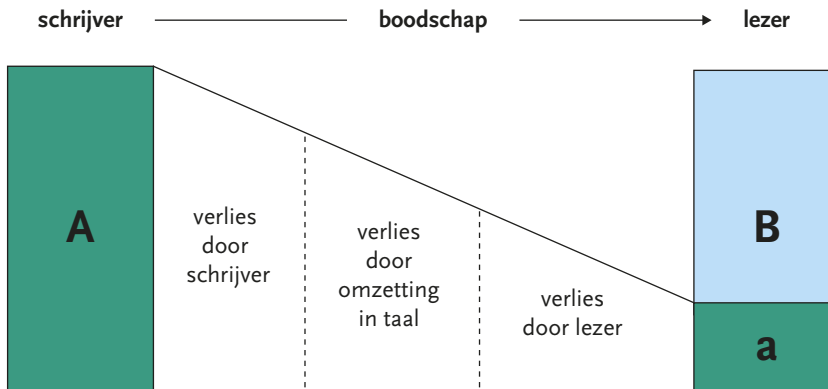 schrijver boodschap lezer
A
verlies
door
schrijver
verlies
door
omzetting
in taal
verlies
door lezer
B
a